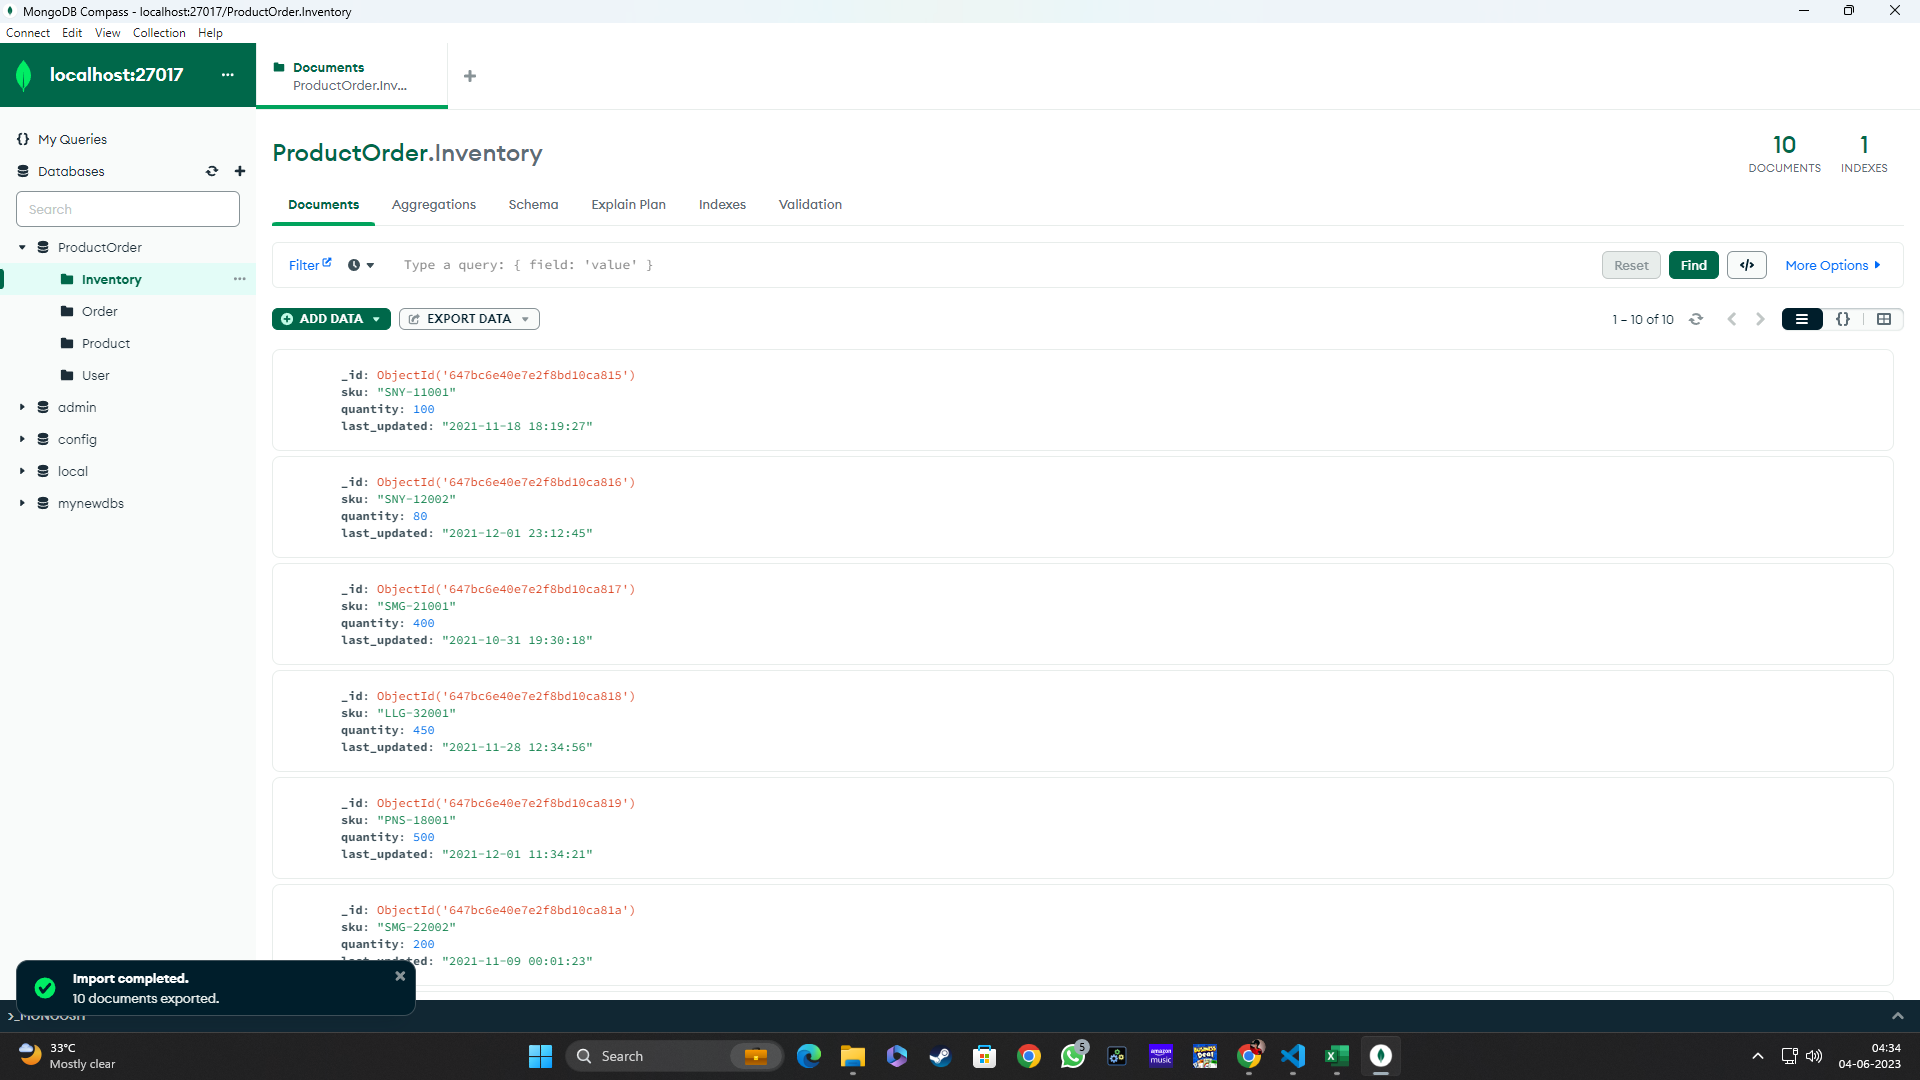 MongoDB Compass - localhost:27017/ProductOrder.Inventory
Connect Edit View Collection Help
localhost:27017 ...
Documents
ProductOrder.Inv...
My Queries
Databases
Search
ProductOrder
Inventory
Order
Product
User
admin
config
local
mynewdbs
ProductOrder.Inventory
10
DOCUMENTS
1
INDEXES
Documents Aggregations Schema Explain Plan Indexes Validation
Filter Type a query: { field: 'value' } Reset Find </> More Options
ADD DATA EXPORT DATA 1 – 10 of 10 {}
_id: ObjectId('647bc6e40e7e2f8bd10ca815')
sku: "SNY-11001"
quantity: 100
last_updated: "2021-11-18 18:19:27"
_id: ObjectId('647bc6e40e7e2f8bd10ca816')
sku: "SNY-12002"
quantity: 80
last_updated: "2021-12-01 23:12:45"
_id: ObjectId('647bc6e40e7e2f8bd10ca817')
sku: "SMG-21001"
quantity: 400
last_updated: "2021-10-31 19:30:18"
_id: ObjectId('647bc6e40e7e2f8bd10ca818')
sku: "LLG-32001"
quantity: 450
last_updated: "2021-11-28 12:34:56"
_id: ObjectId('647bc6e40e7e2f8bd10ca819')
sku: "PNS-18001"
quantity: 500
last_updated: "2021-12-01 11:34:21"
_id: ObjectId('647bc6e40e7e2f8bd10ca81a')
sku: "SMG-22002"
quantity: 200
last_updated: "2021-11-09 00:01:23"
Import completed.
10 documents exported.
>_MONGOSH
33°C
Mostly clear
Search
5
amazon music
BUSINESS Deal
04:34
04-06-2023